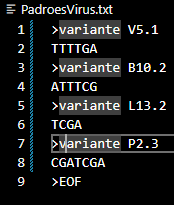 PadroesVirus.txt
1 >variante V5.1
2 TTTTGA
3 >variante B10.2
4 ATTTCG
5 >variante L13.2
6 TCGA
7 >variante P2.3
8 CGATCGA
9 >EOF